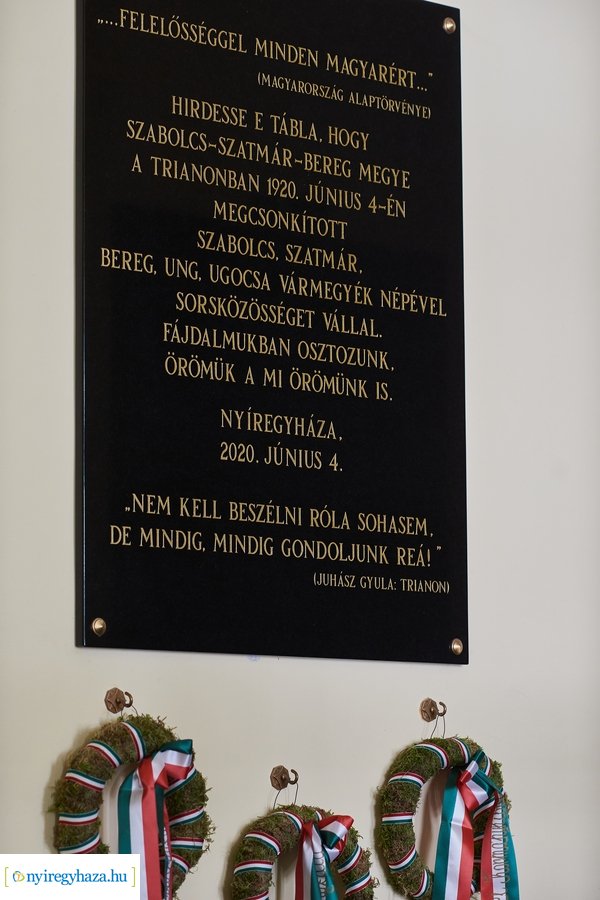 „...FELELŐSSÉGGEL MINDEN MAGYARÉRT...”
(MAGYARORSZÁG ALAPTÖRVÉNYE)
HIRDESSE E TÁBLA, HOGY
SZABOLCS-SZATMÁR-BEREG MEGYE
A TRIANONBAN 1920. JÚNIUS 4-ÉN
MEGCSONKÍTOTT
SZABOLCS, SZATMÁR,
BEREG, UNG, UGOCSA VÁRMEGYÉK NÉPÉVEL
SORSKÖZÖSSÉGET VÁLLAL.
FÁJDALMUKBAN OSZTOZUNK,
ÖRÖMÜK A MI ÖRÖMÜNK IS.
NYÍREGYHÁZA,
2020. JÚNIUS 4.
„NEM KELL BESZÉLNI RÓLA SOHASEM,
DE MINDIG, MINDIG GONDOLJUNK REÁ!”
(JUHÁSZ GYULA: TRIANON)
nyiregyhaza.hu